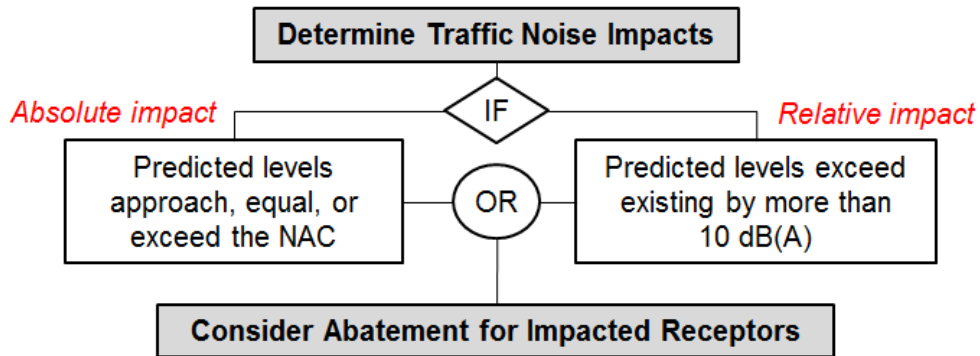 Determine Traffic Noise Impacts
IF
Absolute impact
Relative impact
Predicted levels
approach, equal, or
exceed the NAC
OR
Predicted levels exceed
existing by more than
10 dB(A)
Consider Abatement for Impacted Receptors